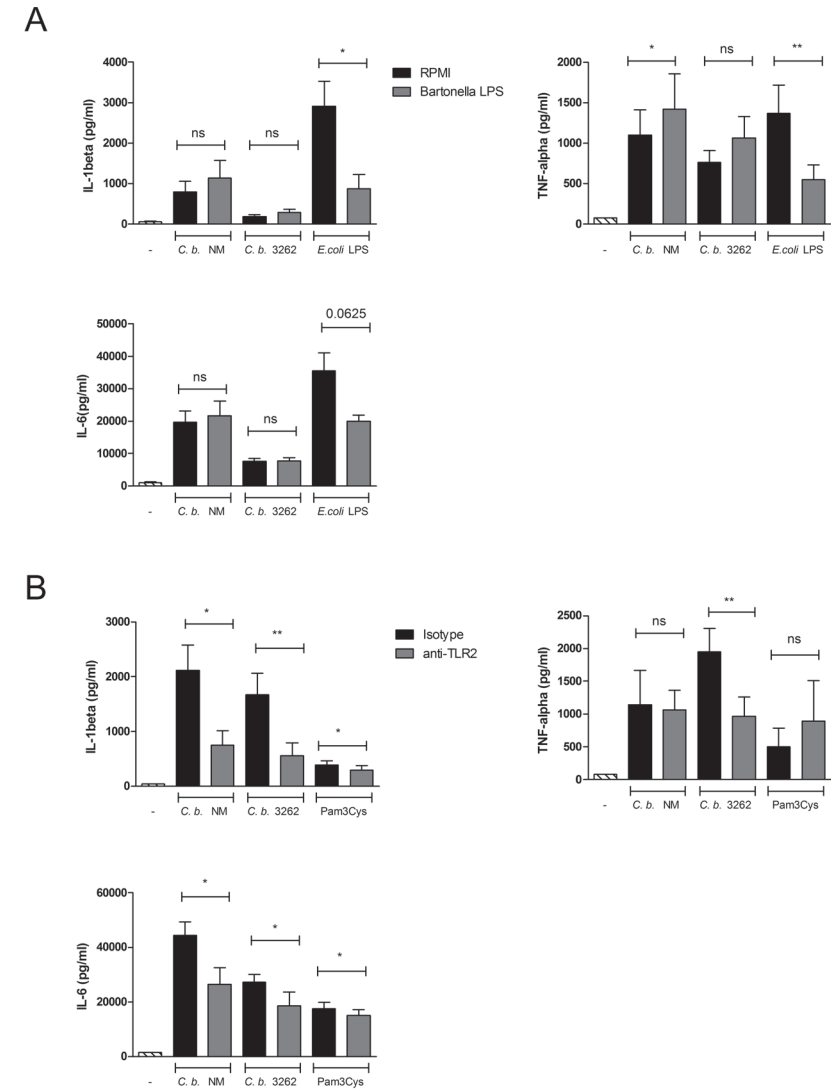 A
IL-1beta (pg/ml)
4000
3000
2000
1000
0
ns
ns
*
RPMI
Bartonella LPS
-
C. b. NM
C. b. 3262
E.coli LPS
TNF-alpha (pg/ml)
2000
1500
1000
500
0
*
ns
**
-
C. b. NM
C. b. 3262
E.coli LPS
IL-6(pg/ml)
50000
40000
30000
20000
10000
0
ns
ns
0.0625
-
C. b. NM
C. b. 3262
E.coli LPS
B
IL-1beta (pg/ml)
3000
2000
1000
0
*
**
*
Isotype
anti-TLR2
-
C. b. NM
C. b. 3262
Pam3Cys
TNF-alpha (pg/ml)
2500
2000
1500
1000
500
0
ns
**
ns
-
C. b. NM
C. b. 3262
Pam3Cys
IL-6 (pg/ml)
60000
40000
20000
0
*
*
*
-
C. b. NM
C. b. 3262
Pam3Cys